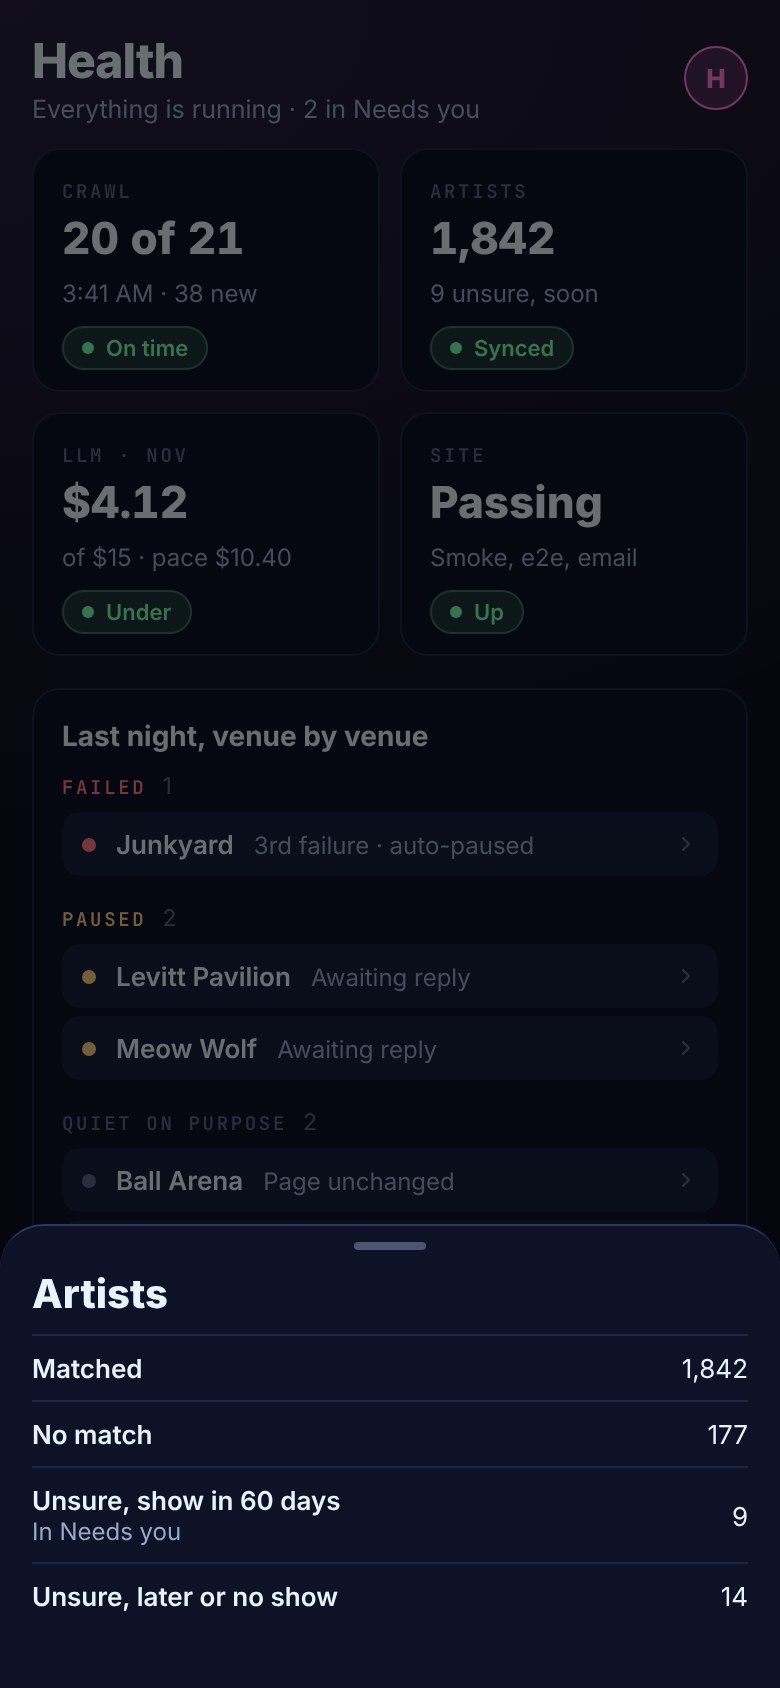 Health
Everything is running · 2 in Needs you
H
CRAWL
20 of 21
3:41 AM · 38 new
On time
ARTISTS
1,842
9 unsure, soon
Synced
LLM · NOV
$4.12
of $15 · pace $10.40
Under
SITE
Passing
Smoke, e2e, email
Up
Last night, venue by venue
FAILED 1
Junkyard 3rd failure · auto-paused
PAUSED 2
Levitt Pavilion Awaiting reply
Meow Wolf Awaiting reply
QUIET ON PURPOSE 2
Ball Arena Page unchanged
Artists
Matched 1,842
No match 177
Unsure, show in 60 days 9
In Needs you
Unsure, later or no show 14